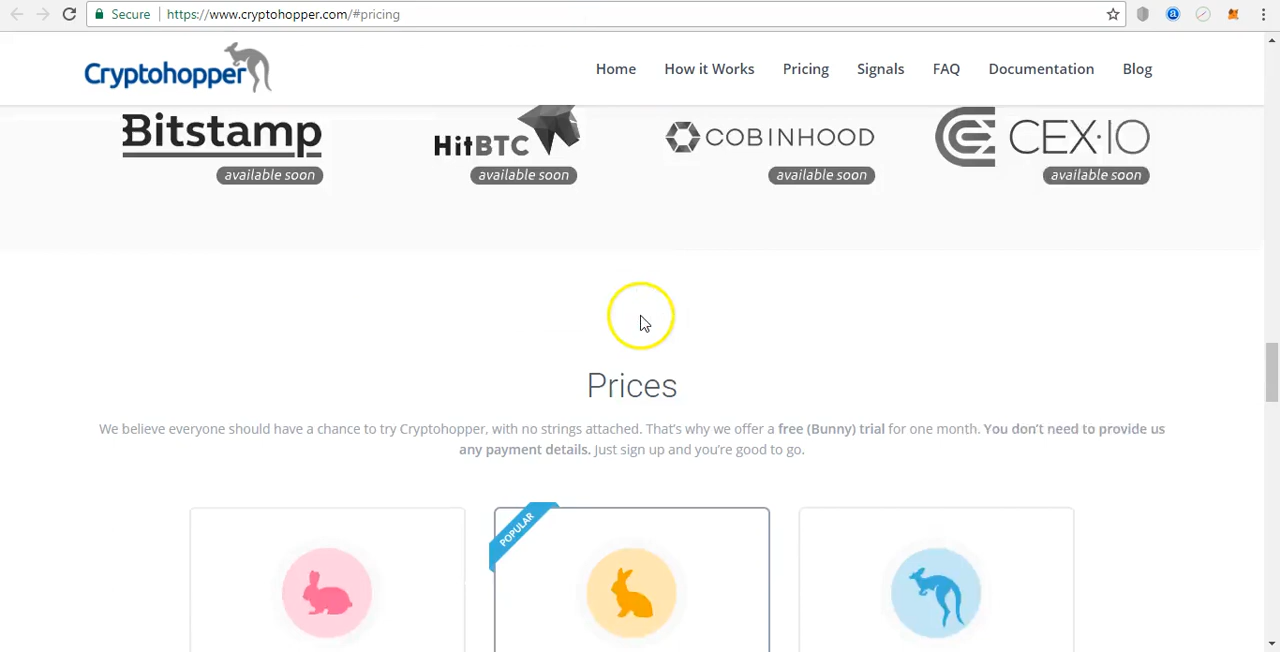 Secure https://www.cryptohopper.com/#pricing
Cryptohopper
Home How it Works Pricing Signals FAQ Documentation Blog
Bitstamp HitBTC COBINHOOD CEX·IO
available soon available soon available soon available soon
Prices
We believe everyone should have a chance to try Cryptohopper, with no strings attached. That's why we offer a free (Bunny) trial for one month. You don't need to provide us
any payment details. Just sign up and you're good to go.
POPULAR